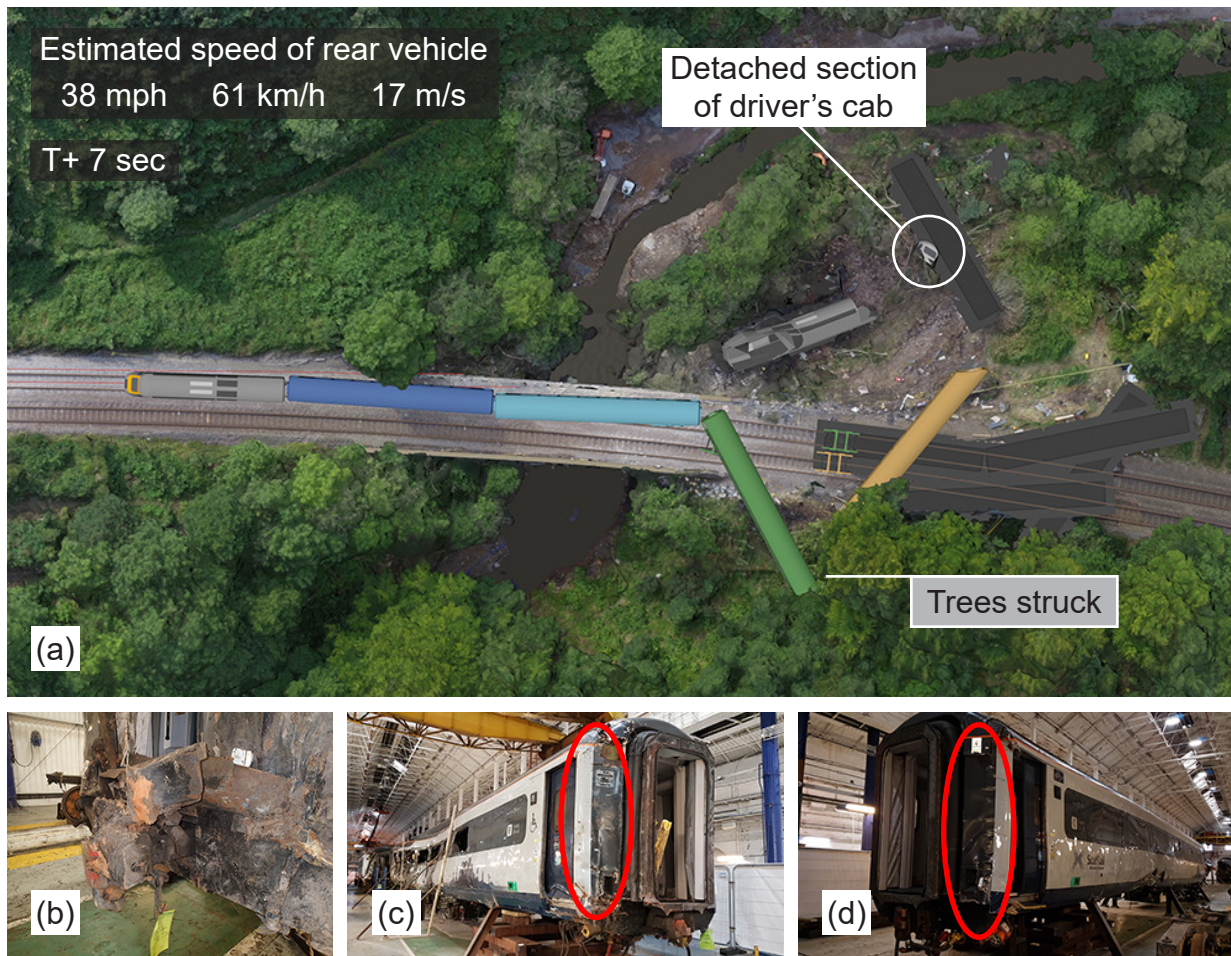 Estimated speed of rear vehicle
38 mph 61 km/h 17 m/s
T+ 7 sec
Detached section
of driver's cab
Trees struck
(a)
(b)
(c)
(d)